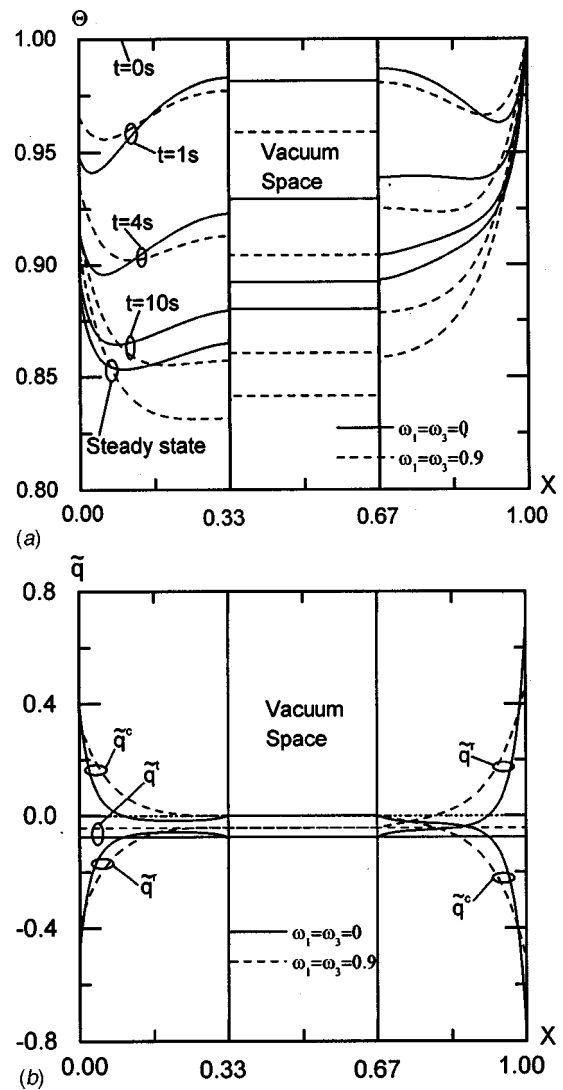 Θ
1.00
t=0s
0.95
t=1s
Vacuum
Space
t=4s
0.90
t=10s
0.85
Steady state
ω₁=ω₃=0
ω₁=ω₃=0.9
0.80
X
0.00
0.33
0.67
1.00
(a)
q̃
0.8
Vacuum
Space
0.4
q̃ᶜ
q̃ʳ
q̃ᵗ
0.0
q̃ʳ
q̃ᶜ
-0.4
ω₁=ω₃=0
ω₁=ω₃=0.9
-0.8
X
0.00
0.33
0.67
1.00
(b)